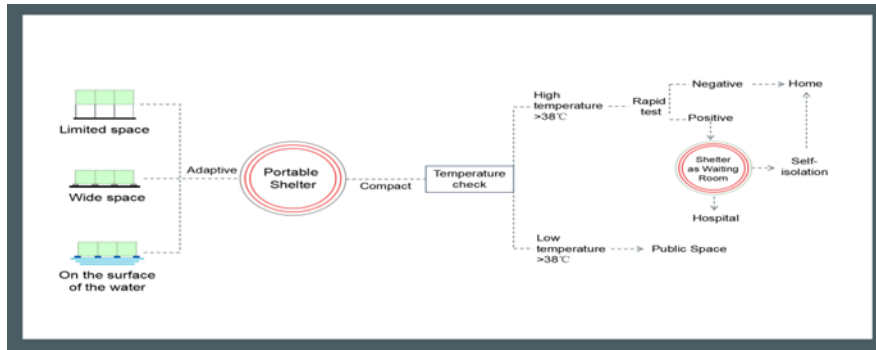 Limited space
Wide space
On the surface
of the water
Adaptive
Portable
Shelter
Compact
Temperature
check
High
temperature
>38℃
Rapid
test
Negative
Home
Positive
Shelter
as Waiting
Room
Self-
isolation
Hospital
Low
temperature
>38℃
Public Space